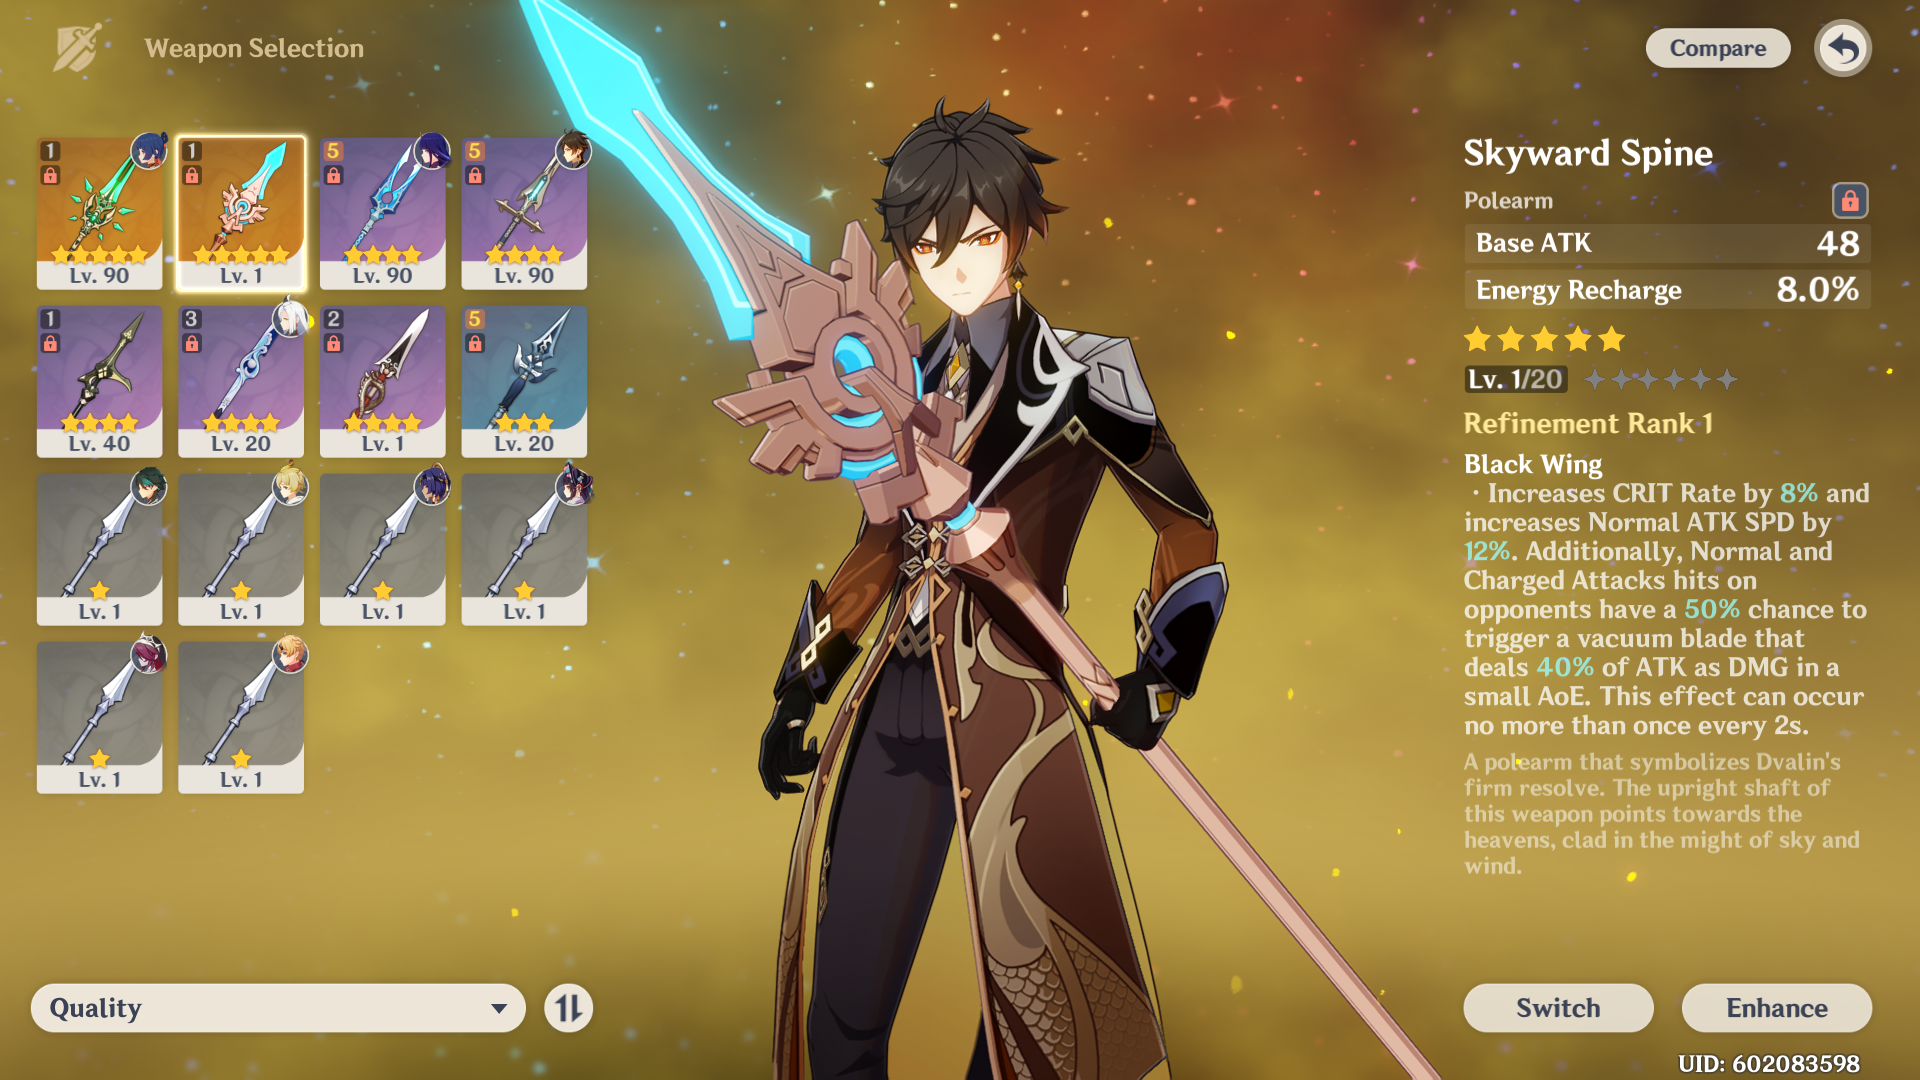 Weapon Selection
Compare
1
1
5
5
Lv. 90
Lv. 1
Lv. 90
Lv. 90
1
3
2
5
Lv. 40
Lv. 20
Lv. 1
Lv. 20
Lv. 1
Lv. 1
Lv. 1
Lv. 1
Lv. 1
Lv. 1
Quality
Skyward Spine
Polearm
Base ATK 48
Energy Recharge 8.0%
Lv. 1/20
Refinement Rank 1
Black Wing
· Increases CRIT Rate by 8% and
increases Normal ATK SPD by
12%. Additionally, Normal and
Charged Attacks hits on
opponents have a 50% chance to
trigger a vacuum blade that
deals 40% of ATK as DMG in a
small AoE. This effect can occur
no more than once every 2s.
A polearm that symbolizes Dvalin's
firm resolve. The upright shaft of
this weapon points towards the
heavens, clad in the might of sky and
wind.
Switch
Enhance
UID: 602083598